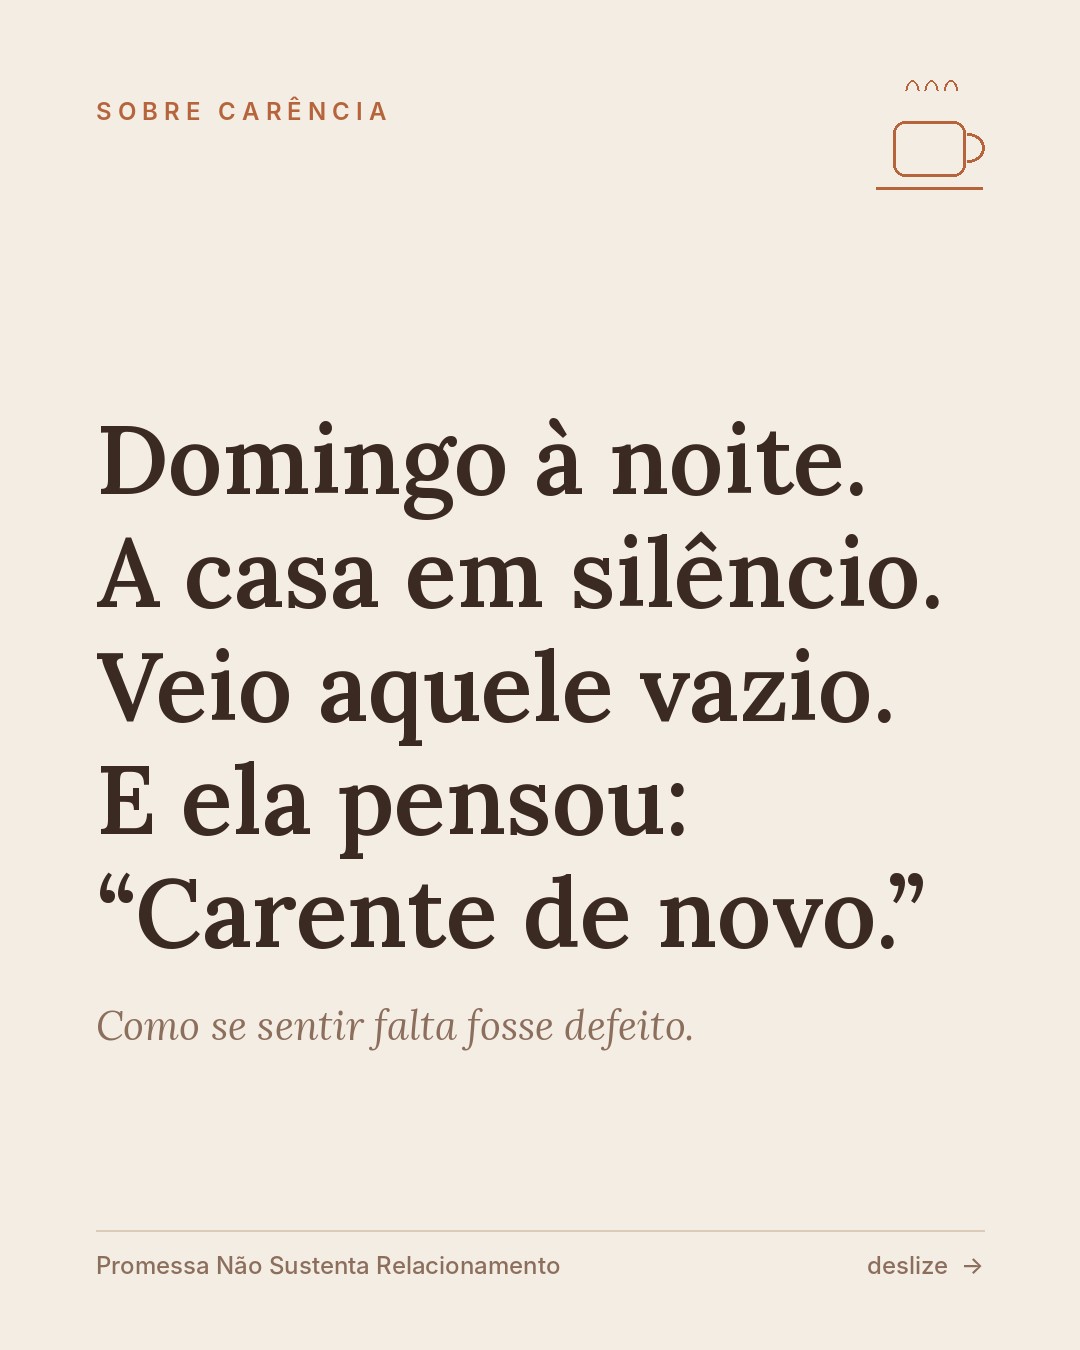 SOBRE CARÊNCIA
Domingo à noite.
A casa em silêncio.
Veio aquele vazio.
E ela pensou:
“Carente de novo.”
Como se sentir falta fosse defeito.
Promessa Não Sustenta Relacionamento
deslize →